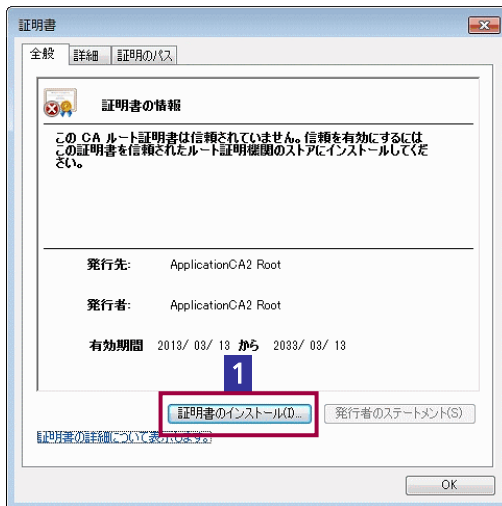 証明書
全般 詳細 証明のパス
証明書の情報
この CA ルート証明書は信頼されていません。信頼を有効にするには
この証明書を信頼されたルート証明機関のストアにインストールしてくだ
さい。
発行先: ApplicationCA2 Root
発行者: ApplicationCA2 Root
有効期間 2013/ 03/ 13 から 2033/ 03/ 13
1
証明書のインストール(I)... 発行者のステートメント(S)
証明書の詳細について表示します。
OK